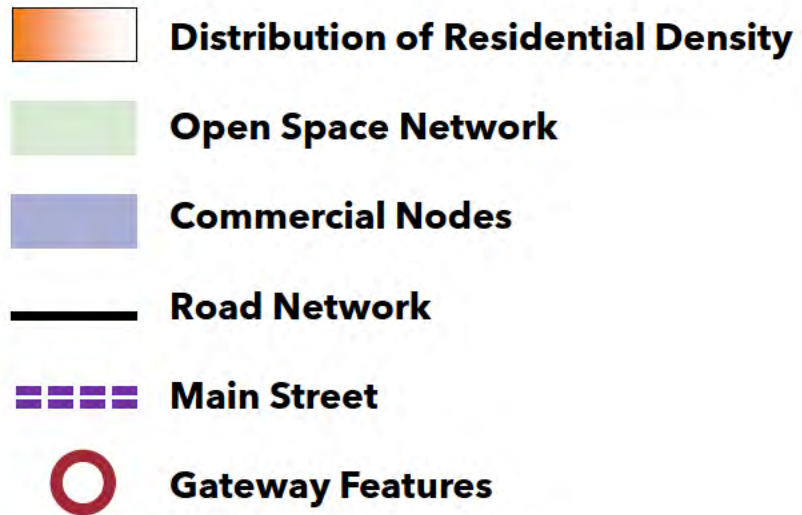 Distribution of Residential Density
Open Space Network
Commercial Nodes
Road Network
Main Street
Gateway Features